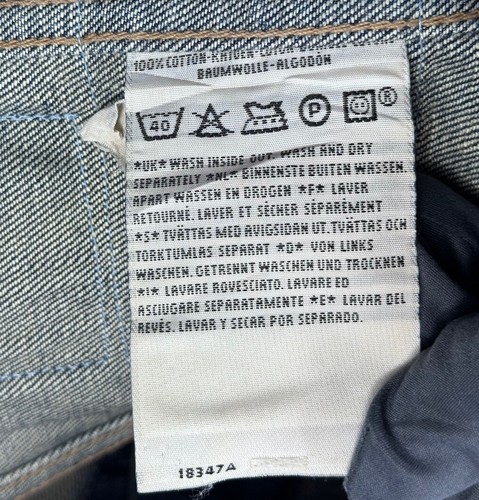 100% COTTON-KATOEN-COTON
BAUMWOLLE-ALGODON
40 P ®
*UK* WASH INSIDE OUT. WASH AND DRY
SEPARATELY *NL* BINNENSTE BUITEN WASSEN.
APART WASSEN EN DROGEN *F* LAVER
RETOURNÉ. LAVER ET SÉCHER SÉPARÉMENT
*S* TVÄTTAS MED AVIGSIDAN UT. TVÄTTAS OCH
TORKTUMLAS SEPARAT *D* VON LINKS
WASCHEN. GETRENNT WASCHEN UND TROCKNEN
*I* LAVARE ROVESCIATO. LAVARE ED
ASCIUGARE SEPARATAMENTE *E* LAVAR DEL
REVÉS. LAVAR Y SECAR POR SEPARADO.
18347A